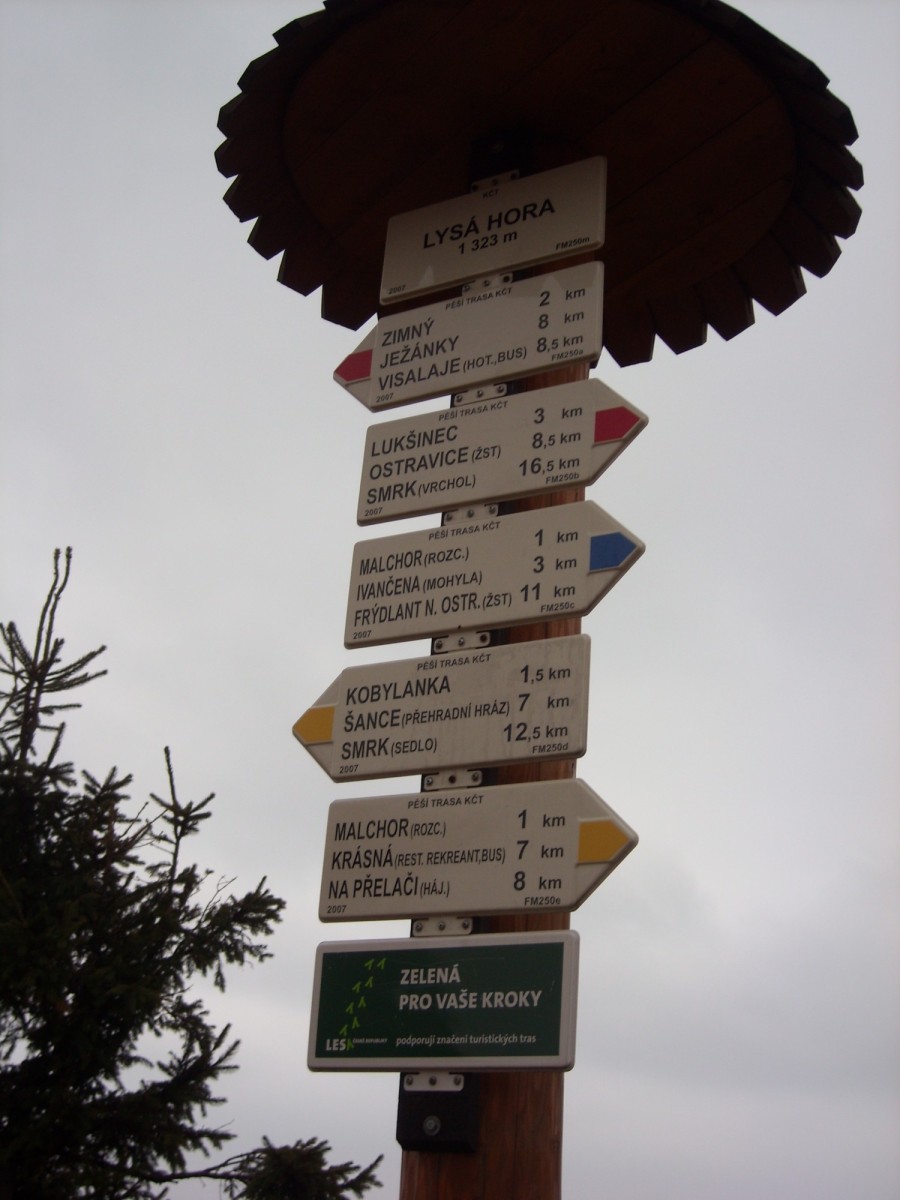 KČT
LYSÁ HORA
1 323 m
2007 FM250m
PĚŠÍ TRASA KČT
ZIMNÝ 2 km
JEŽÁNKY 8 km
VISALAJE (HOT.,BUS) 8,5 km
2007 FM250a
PĚŠÍ TRASA KČT
LUKŠINEC 3 km
OSTRAVICE (ŽST) 8,5 km
SMRK (VRCHOL) 16,5 km
2007 FM250b
PĚŠÍ TRASA KČT
MALCHOR (ROZC.) 1 km
IVANČENA (MOHYLA) 3 km
FRÝDLANT N. OSTR. (ŽST) 11 km
2007 FM250c
PĚŠÍ TRASA KČT
KOBYLANKA 1,5 km
ŠANCE (PŘEHRADNÍ HRÁZ) 7 km
SMRK (SEDLO) 12,5 km
2007 FM250d
PĚŠÍ TRASA KČT
MALCHOR (ROZC.) 1 km
KRÁSNÁ (REST. REKREANT,BUS) 7 km
NA PŘELAČI (HÁJ.) 8 km
2007 FM250e
ZELENÁ
PRO VAŠE KROKY
LESY ČESKÉ REPUBLIKY podporují značení turistických tras